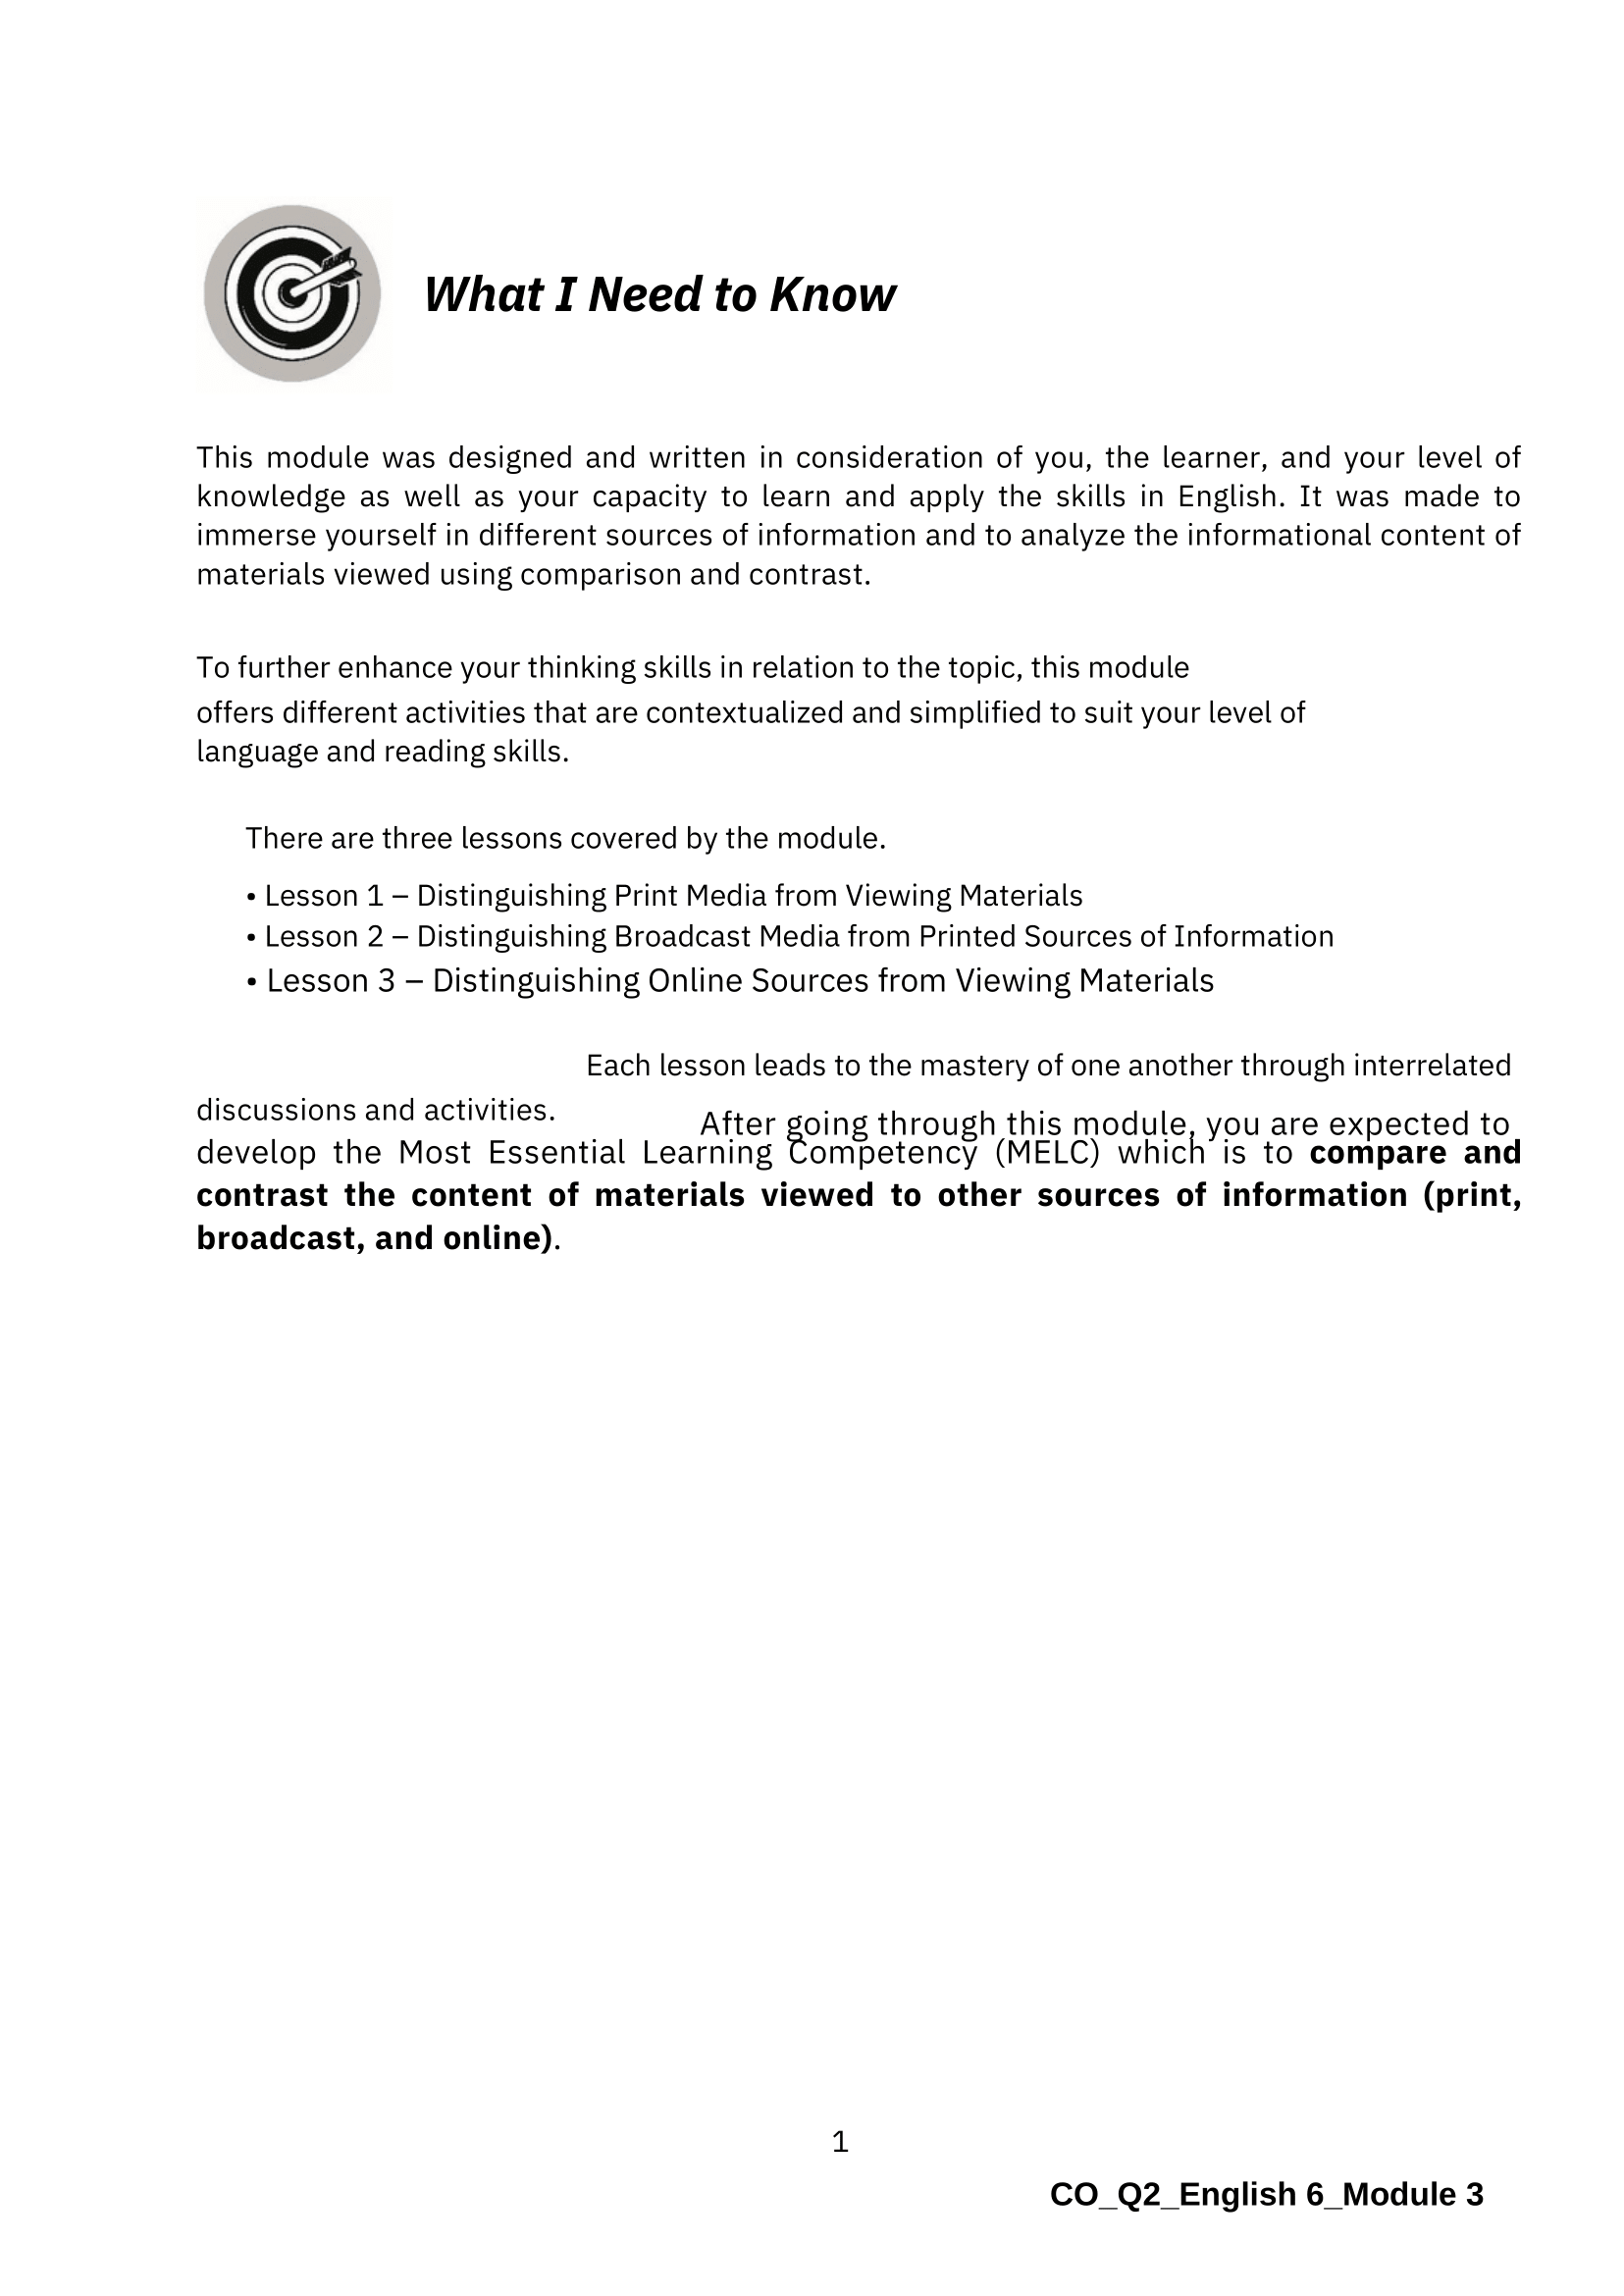 What I Need to Know
This module was designed and written in consideration of you, the learner, and your level of
knowledge as well as your capacity to learn and apply the skills in English. It was made to
immerse yourself in different sources of information and to analyze the informational content of
materials viewed using comparison and contrast.
To further enhance your thinking skills in relation to the topic, this module
offers different activities that are contextualized and simplified to suit your level of
language and reading skills.
There are three lessons covered by the module.
• Lesson 1 – Distinguishing Print Media from Viewing Materials
• Lesson 2 – Distinguishing Broadcast Media from Printed Sources of Information
• Lesson 3 – Distinguishing Online Sources from Viewing Materials
Each lesson leads to the mastery of one another through interrelated
discussions and activities.
After going through this module, you are expected to
develop the Most Essential Learning Competency (MELC) which is to compare and
contrast the content of materials viewed to other sources of information (print,
broadcast, and online).
1
CO_Q2_English 6_Module 3